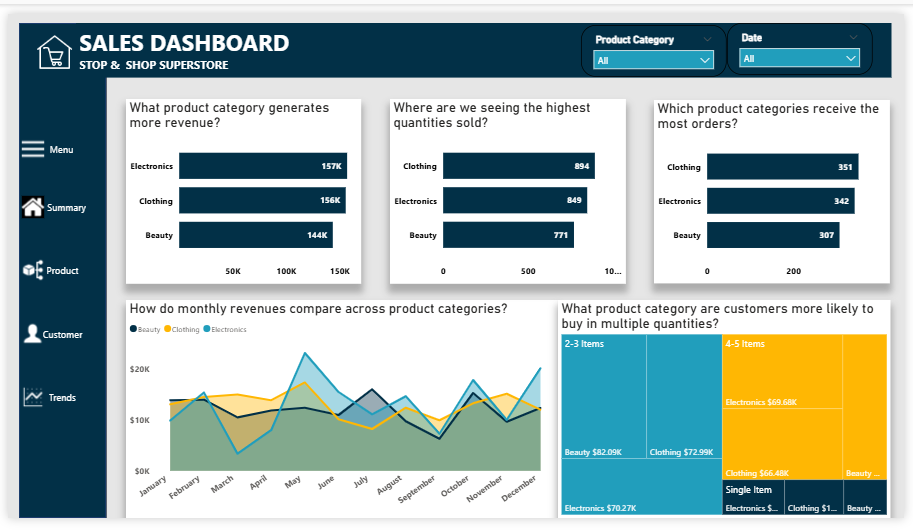 SALES DASHBOARD
STOP & SHOP SUPERSTORE
Product Category
All
Date
All
Menu
Summary
Product
Customer
Trends
What product category generates
more revenue?
Electronics 157K
Clothing 156K
Beauty 144K
50K 100K 150K
Where are we seeing the highest
quantities sold?
Clothing 894
Electronics 849
Beauty 771
0 500 10...
Which product categories receive the
most orders?
Clothing 351
Electronics 342
Beauty 307
0 200
How do monthly revenues compare across product categories?
Beauty Clothing Electronics
$20K
$10K
$0K
January February March April May June July August September October November December
What product category are customers more likely to
buy in multiple quantities?
2-3 Items
Beauty $82.09K
Clothing $72.99K
Electronics $70.27K
4-5 Items
Electronics $69.68K
Clothing $66.48K
Beauty ...
Single Item
Electronics $...
Clothing $1...
Beauty ...